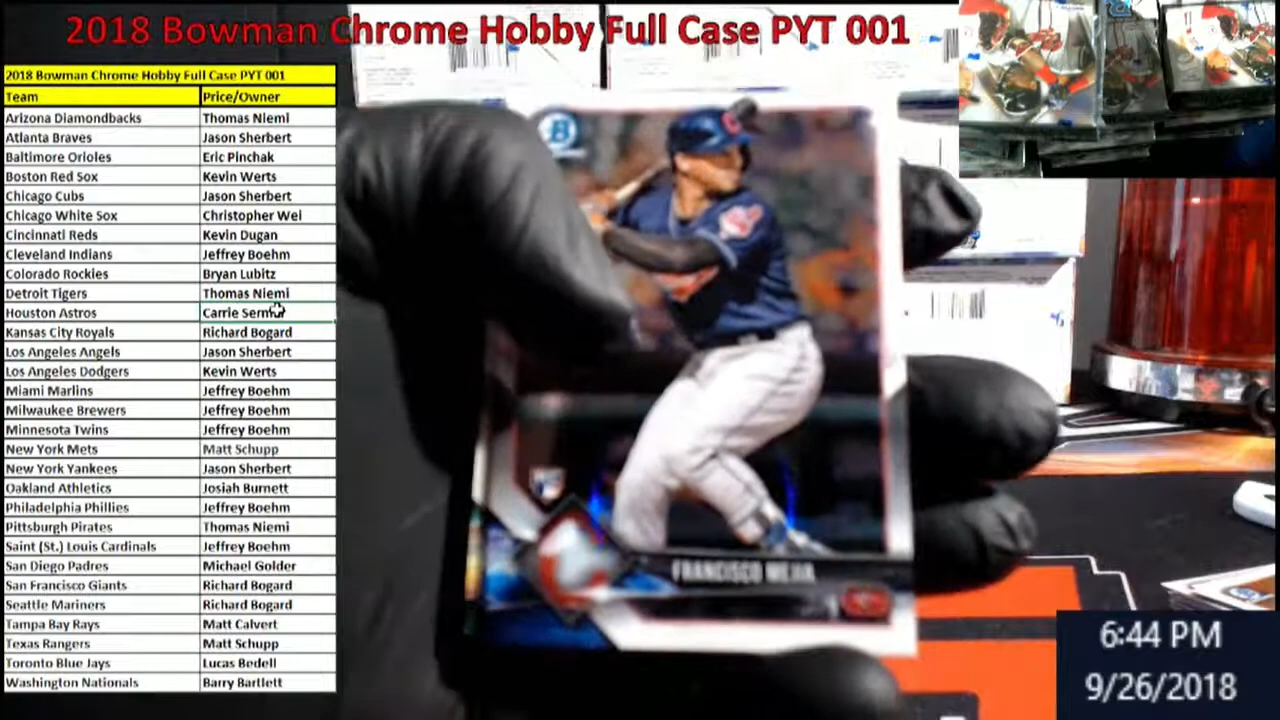 2018 Bowman Chrome Hobby Full Case PYT 001
2018 Bowman Chrome Hobby Full Case PYT 001
Team Price/Owner
Arizona Diamondbacks Thomas Niemi
Atlanta Braves Jason Sherbert
Baltimore Orioles Eric Pinchak
Boston Red Sox Kevin Werts
Chicago Cubs Jason Sherbert
Chicago White Sox Christopher Wei
Cincinnati Reds Kevin Dugan
Cleveland Indians Jeffrey Boehm
Colorado Rockies Bryan Lubitz
Detroit Tigers Thomas Niemi
Houston Astros Carrie
Kansas City Royals Richard Bogard
Los Angeles Angels Jason Sherbert
Los Angeles Dodgers Kevin Werts
Miami Marlins Jeffrey Boehm
Milwaukee Brewers Jeffrey Boehm
Minnesota Twins Jeffrey Boehm
New York Mets Matt Schupp
New York Yankees Jason Sherbert
Oakland Athletics Josiah Burnett
Philadelphia Phillies Jeffrey Boehm
Pittsburgh Pirates Thomas Niemi
Saint (St.) Louis Cardinals Jeffrey Boehm
San Diego Padres Michael Golder
San Francisco Giants Richard Bogard
Seattle Mariners Richard Bogard
Tampa Bay Rays Matt Calvert
Texas Rangers Matt Schupp
Toronto Blue Jays Lucas Bedell
Washington Nationals Barry Bartlett
B
FRANCISCO MEJIA
6:44 PM
9/26/2018